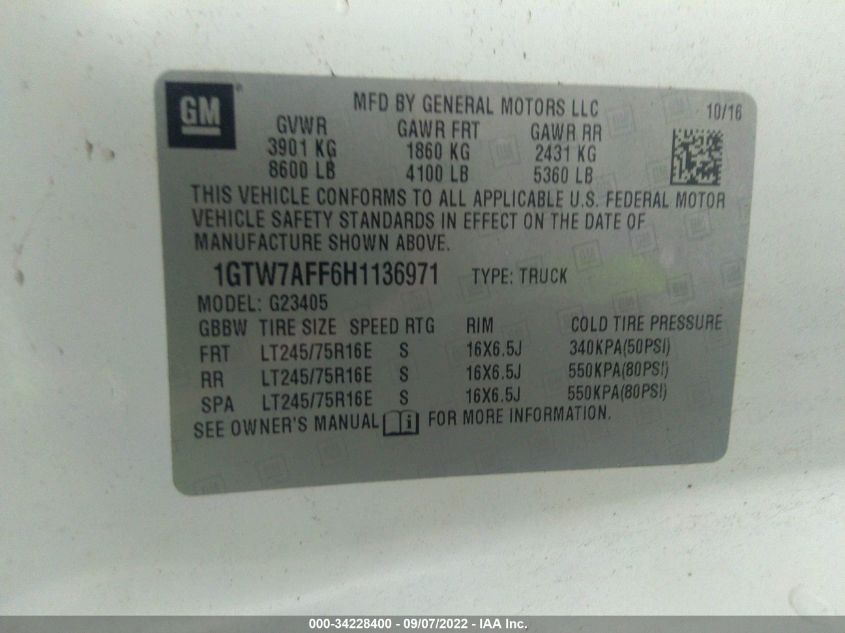 GM
MFD BY GENERAL MOTORS LLC 10/16
GVWR GAWR FRT GAWR RR
3901 KG 1860 KG 2431 KG
8600 LB 4100 LB 5360 LB
THIS VEHICLE CONFORMS TO ALL APPLICABLE U.S. FEDERAL MOTOR
VEHICLE SAFETY STANDARDS IN EFFECT ON THE DATE OF
MANUFACTURE SHOWN ABOVE.
1GTW7AFF6H1136971 TYPE: TRUCK
MODEL: G23405
GBBW TIRE SIZE SPEED RTG RIM COLD TIRE PRESSURE
FRT LT245/75R16E S 16X6.5J 340KPA(50PSI)
RR LT245/75R16E S 16X6.5J 550KPA(80PSI)
SPA LT245/75R16E S 16X6.5J 550KPA(80PSI)
SEE OWNER'S MANUAL i FOR MORE INFORMATION.
000-34228400 - 09/07/2022 - IAA Inc.